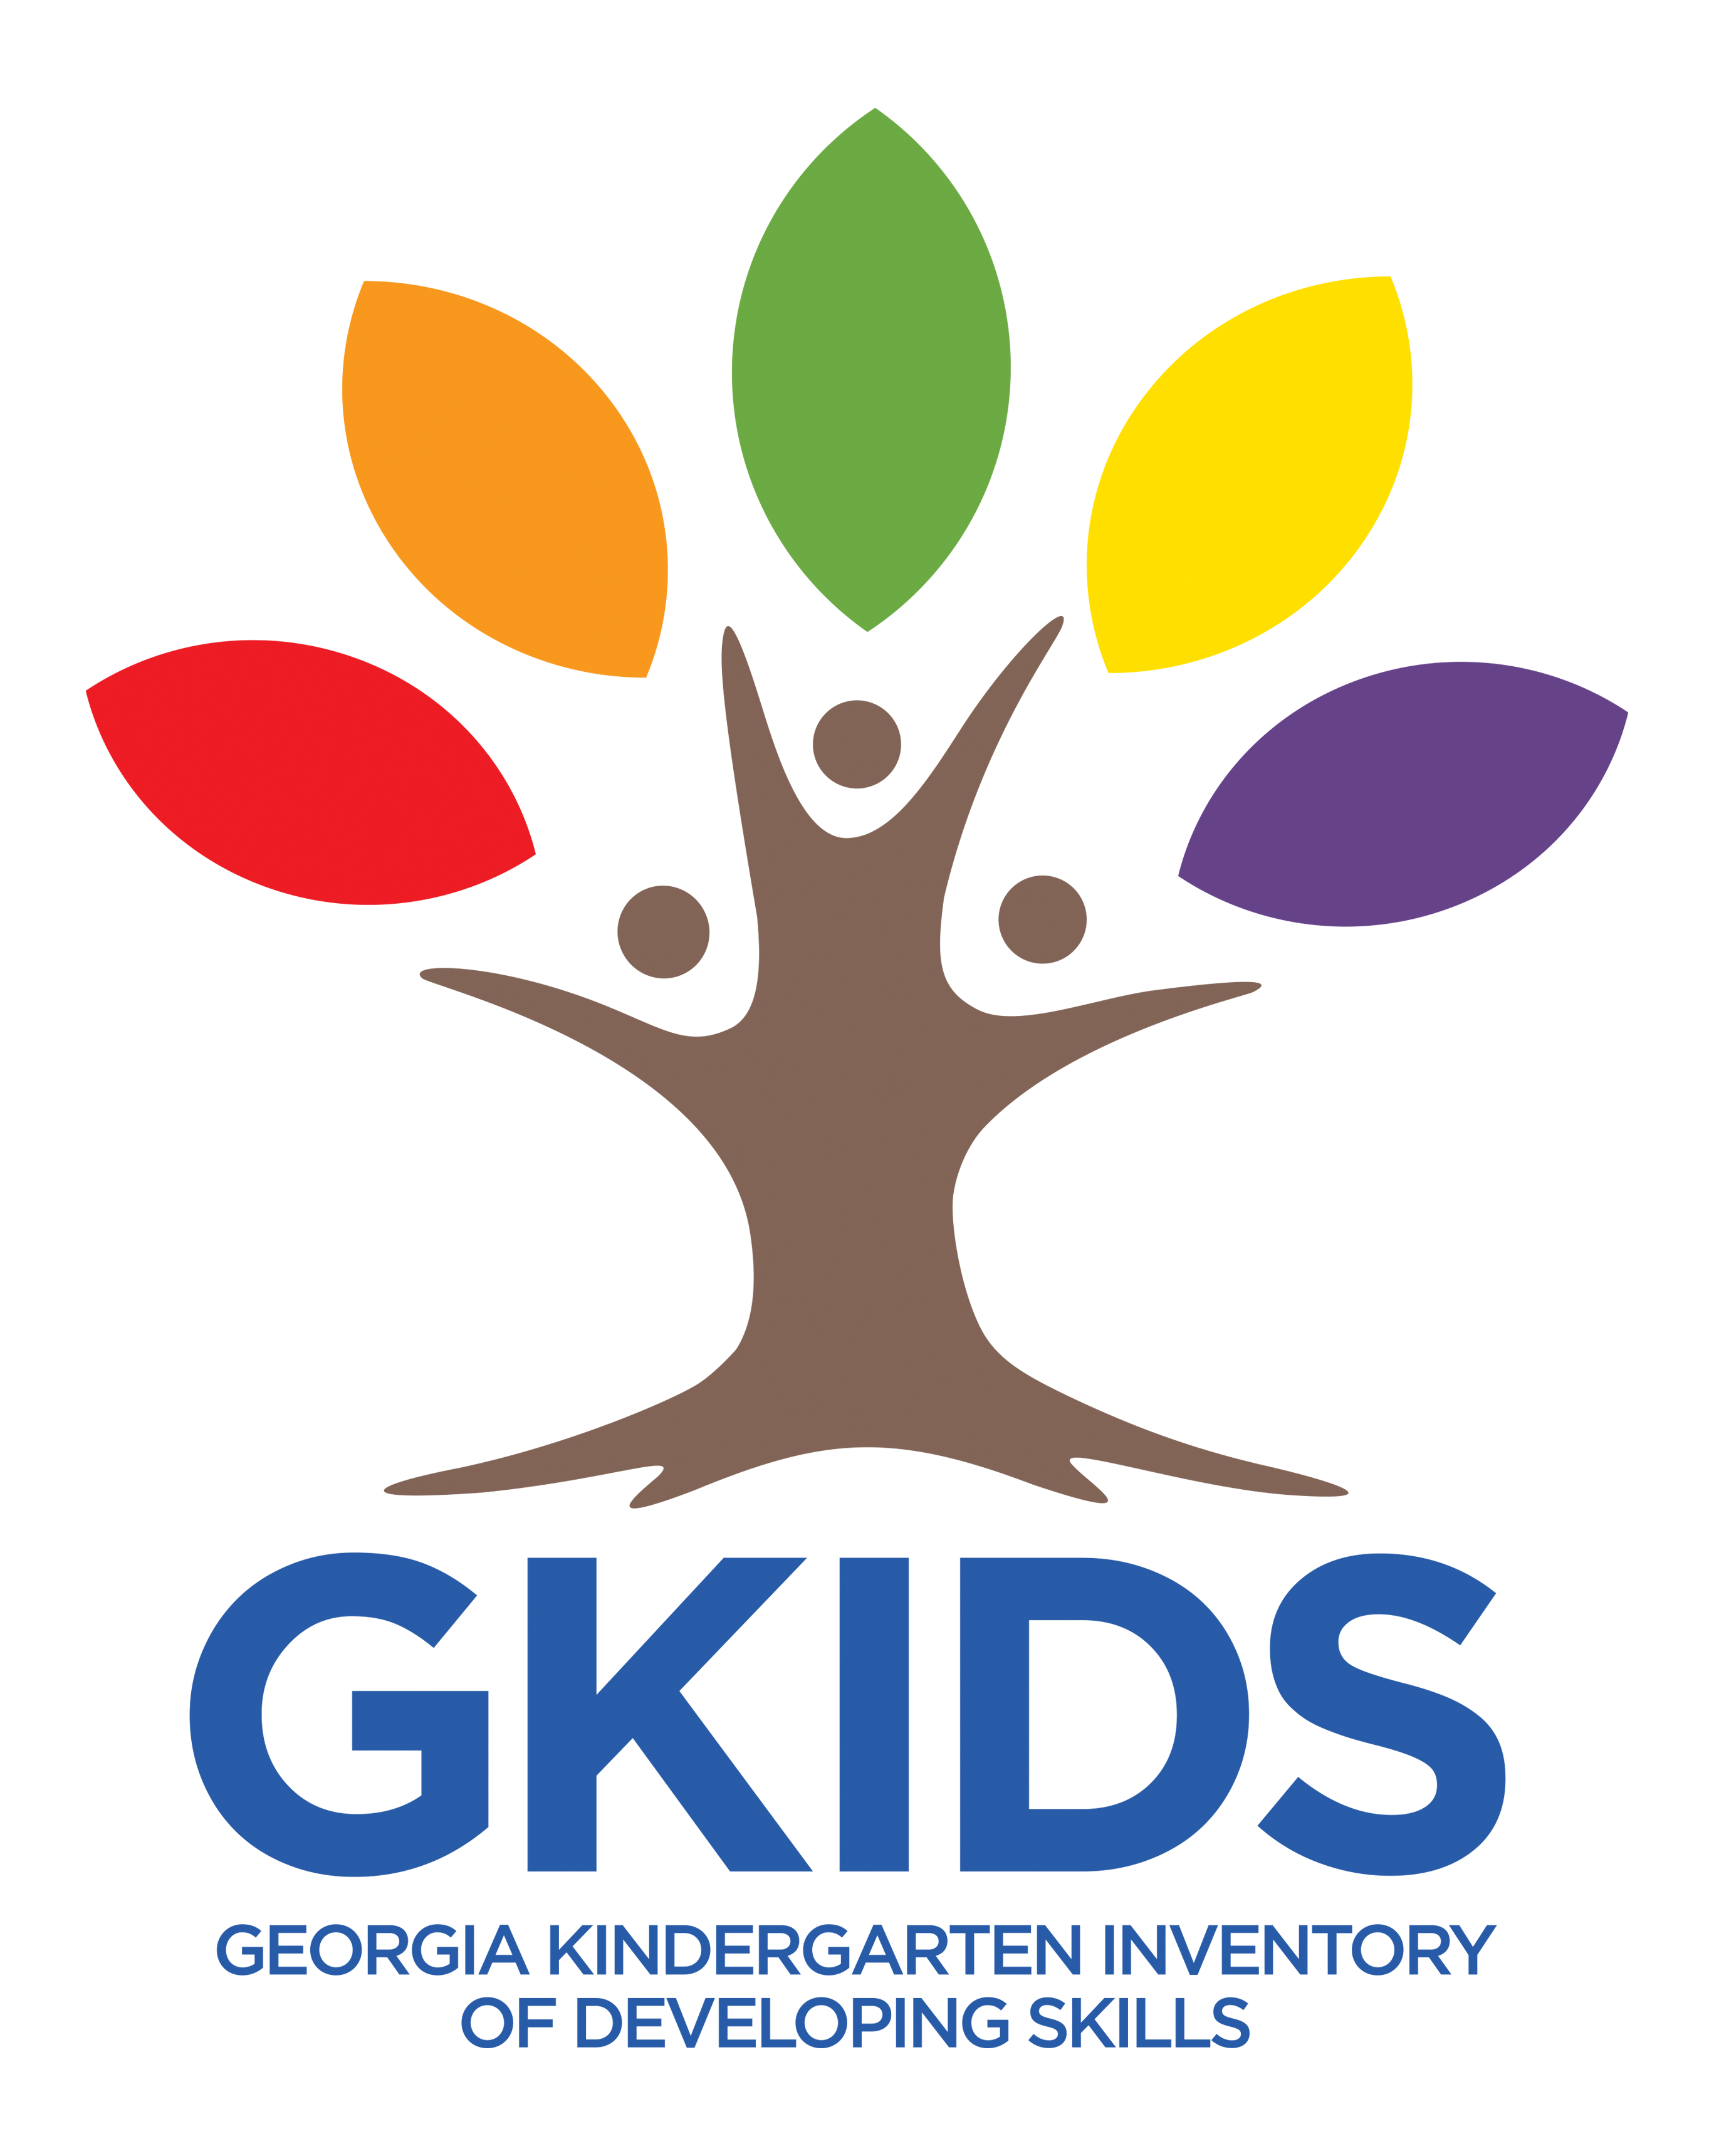 GKIDS
GEORGIA KINDERGARTEN INVENTORY
OF DEVELOPING SKILLS